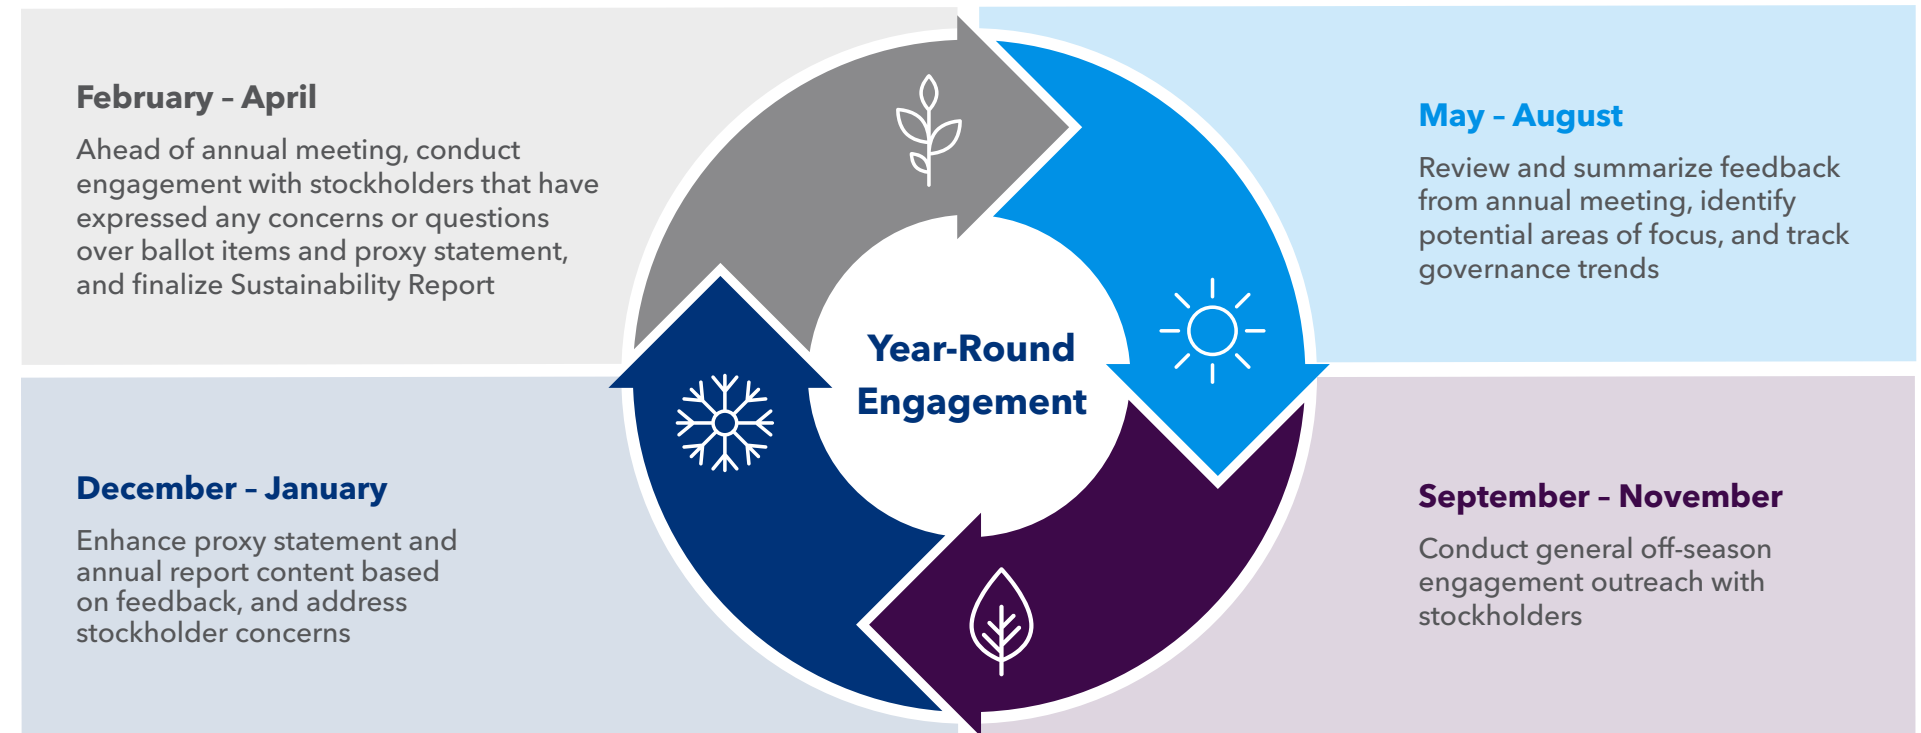 February – April
Ahead of annual meeting, conduct
engagement with stockholders that have
expressed any concerns or questions
over ballot items and proxy statement,
and finalize Sustainability Report
May – August
Review and summarize feedback
from annual meeting, identify
potential areas of focus, and track
governance trends
Year-Round
Engagement
December – January
Enhance proxy statement and
annual report content based
on feedback, and address
stockholder concerns
September – November
Conduct general off-season
engagement outreach with
stockholders